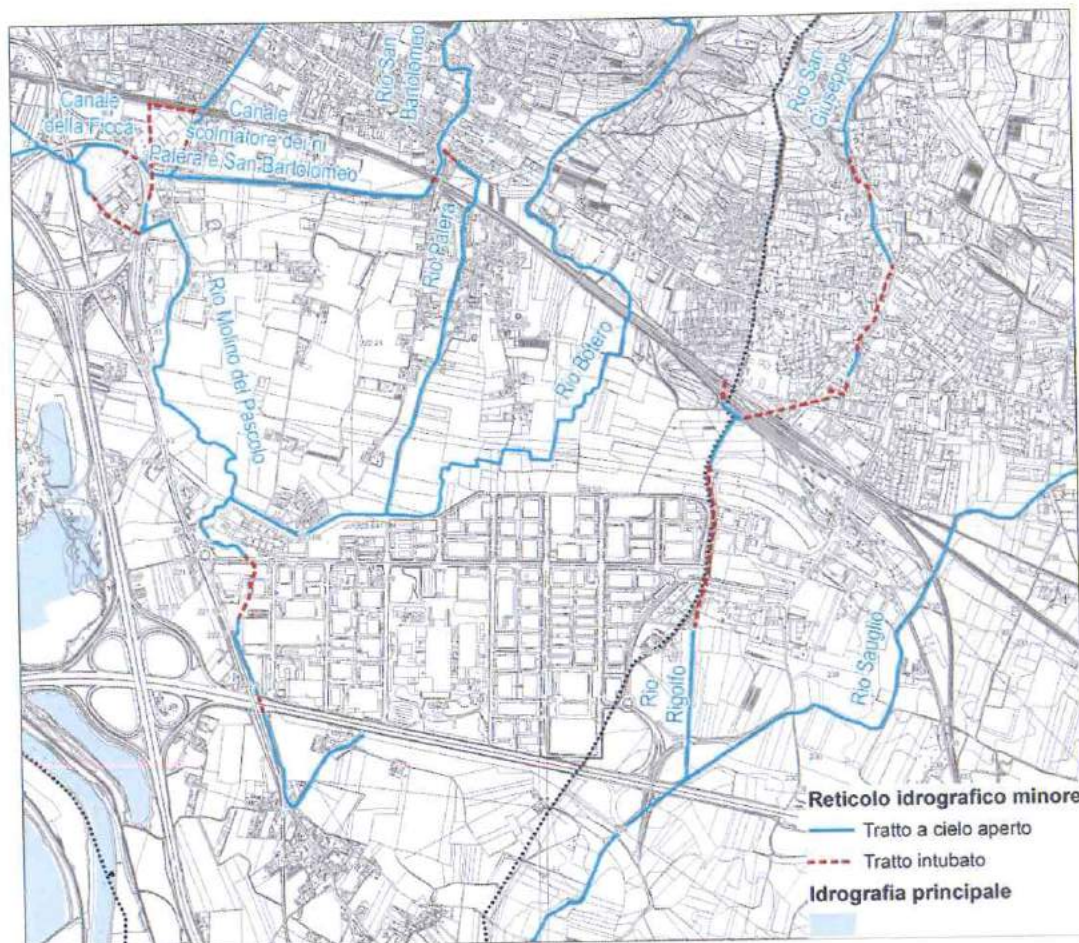 Rio San
Bartolomeo
Rio San
Giuseppe
Canale
della Ficca
Canale
scolmatore dei rii
Palera e San Bartolomeo
Rio Palera
Rio Molino del Pascolo
Rio Botero
Rio
Rigolfo
Rio Sauglio
Reticolo idrografico minore
Tratto a cielo aperto
Tratto intubato
Idrografia principale